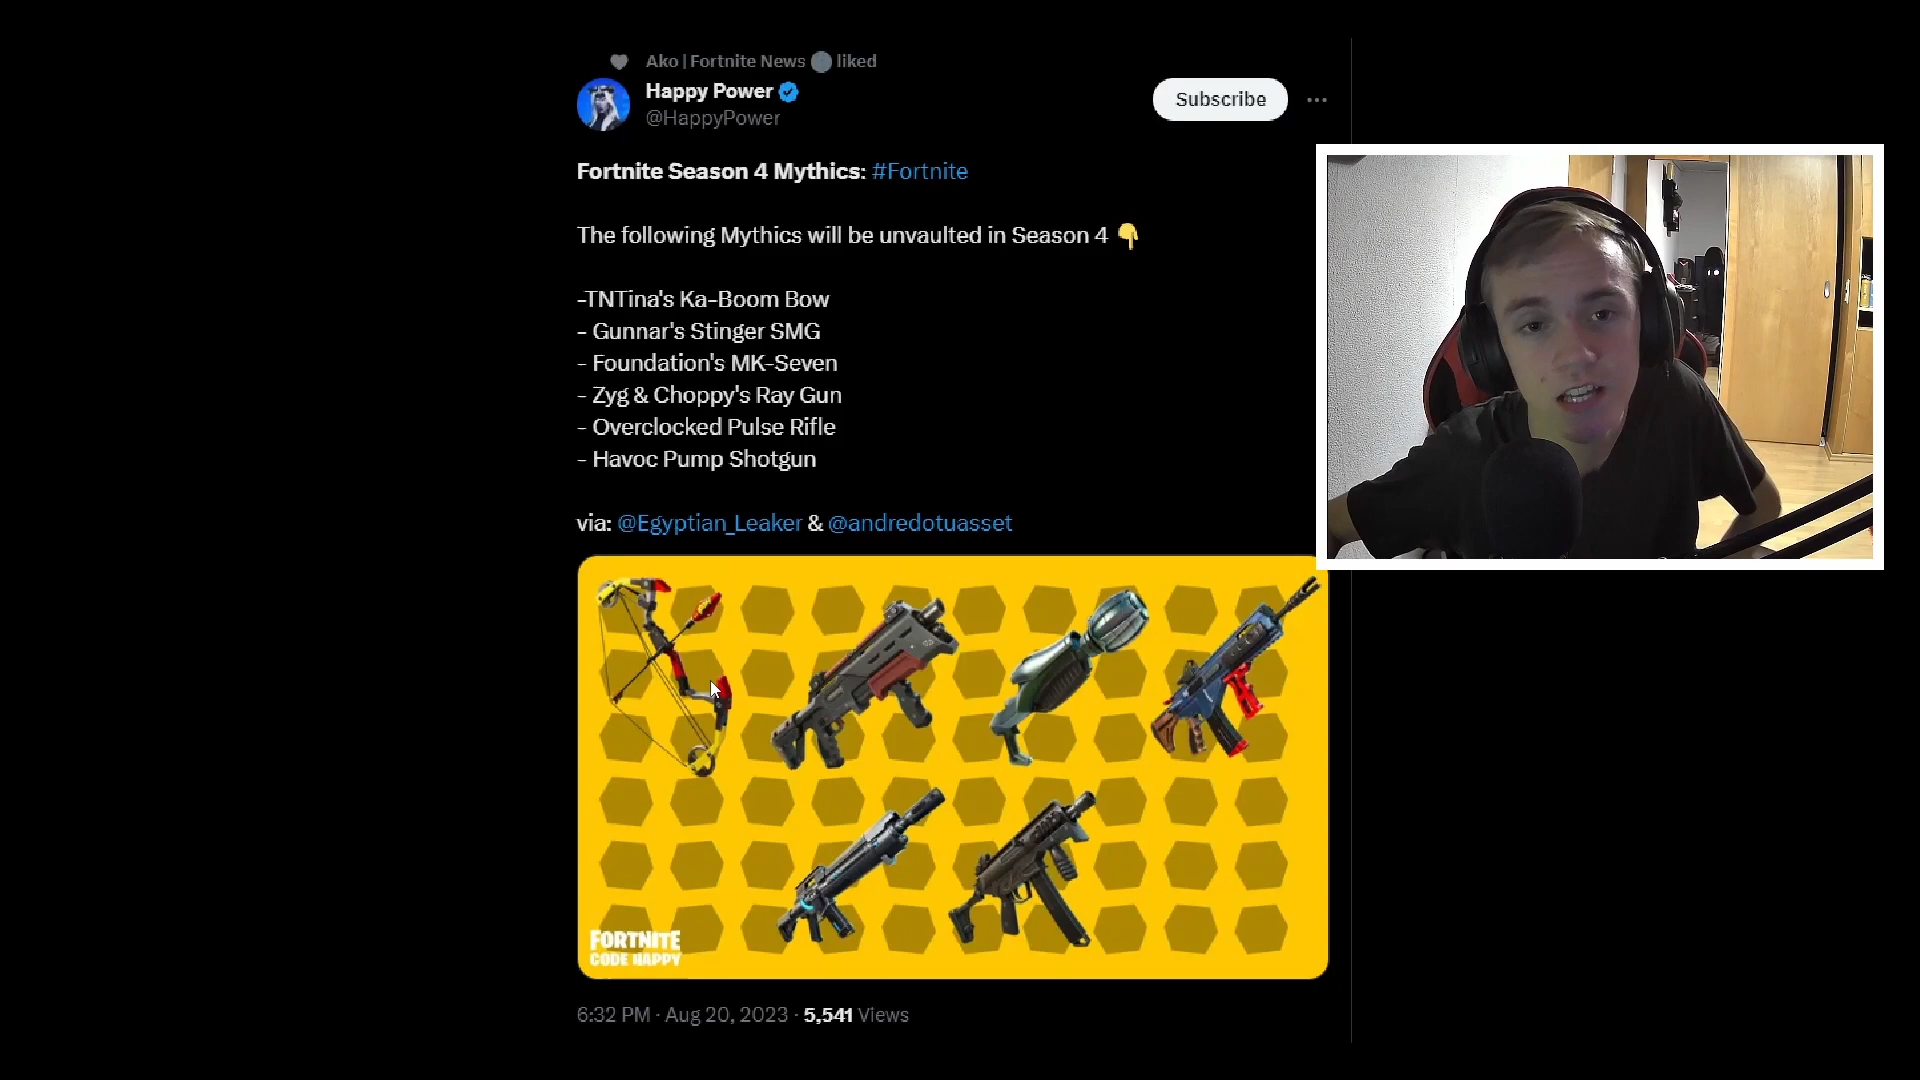 Ako | Fortnite News liked
Happy Power
@HappyPower
Subscribe
Fortnite Season 4 Mythics: #Fortnite
The following Mythics will be unvaulted in Season 4 👇
-TNTina's Ka-Boom Bow
- Gunnar's Stinger SMG
- Foundation's MK-Seven
- Zyg & Choppy's Ray Gun
- Overclocked Pulse Rifle
- Havoc Pump Shotgun
via: @Egyptian_Leaker & @andredotuasset
FORTNITE
CODE HAPPY
6:32 PM · Aug 20, 2023 · 5,541 Views